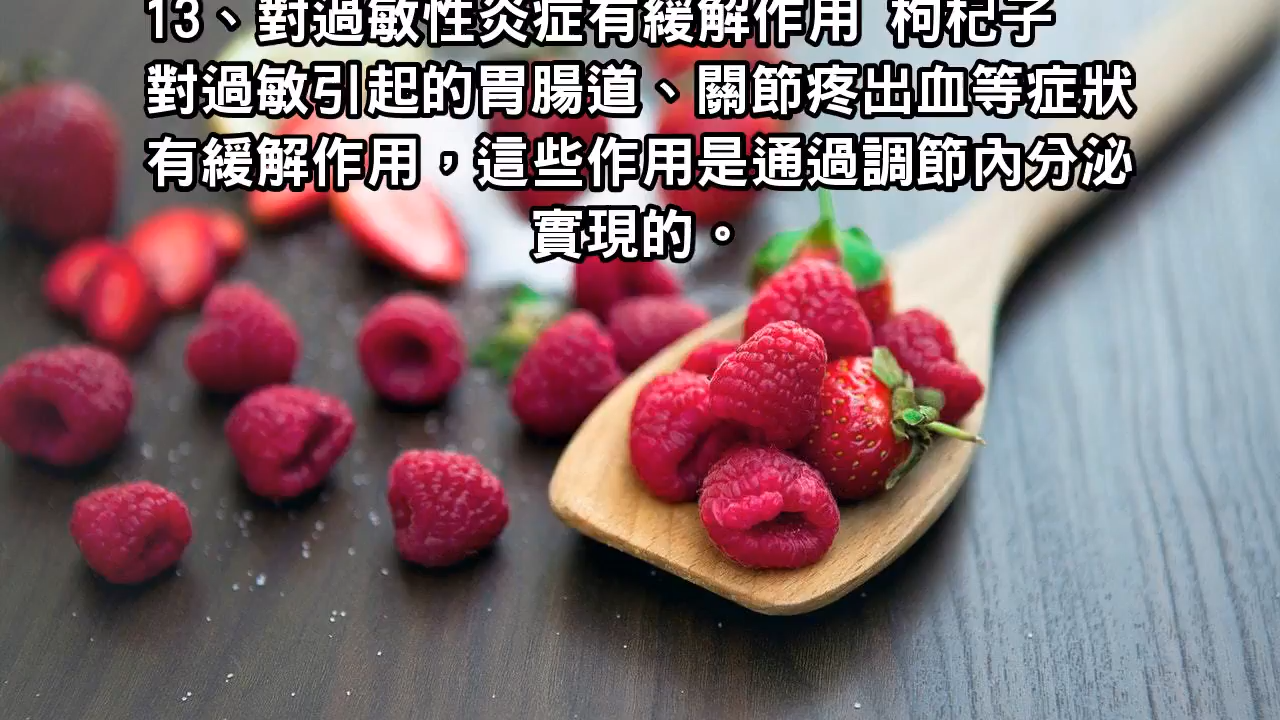 13、對過敏性炎症有緩解作用 枸杞子
對過敏引起的胃腸道、關節疼出血等症狀
有緩解作用，這些作用是通過調節內分泌
實現的。